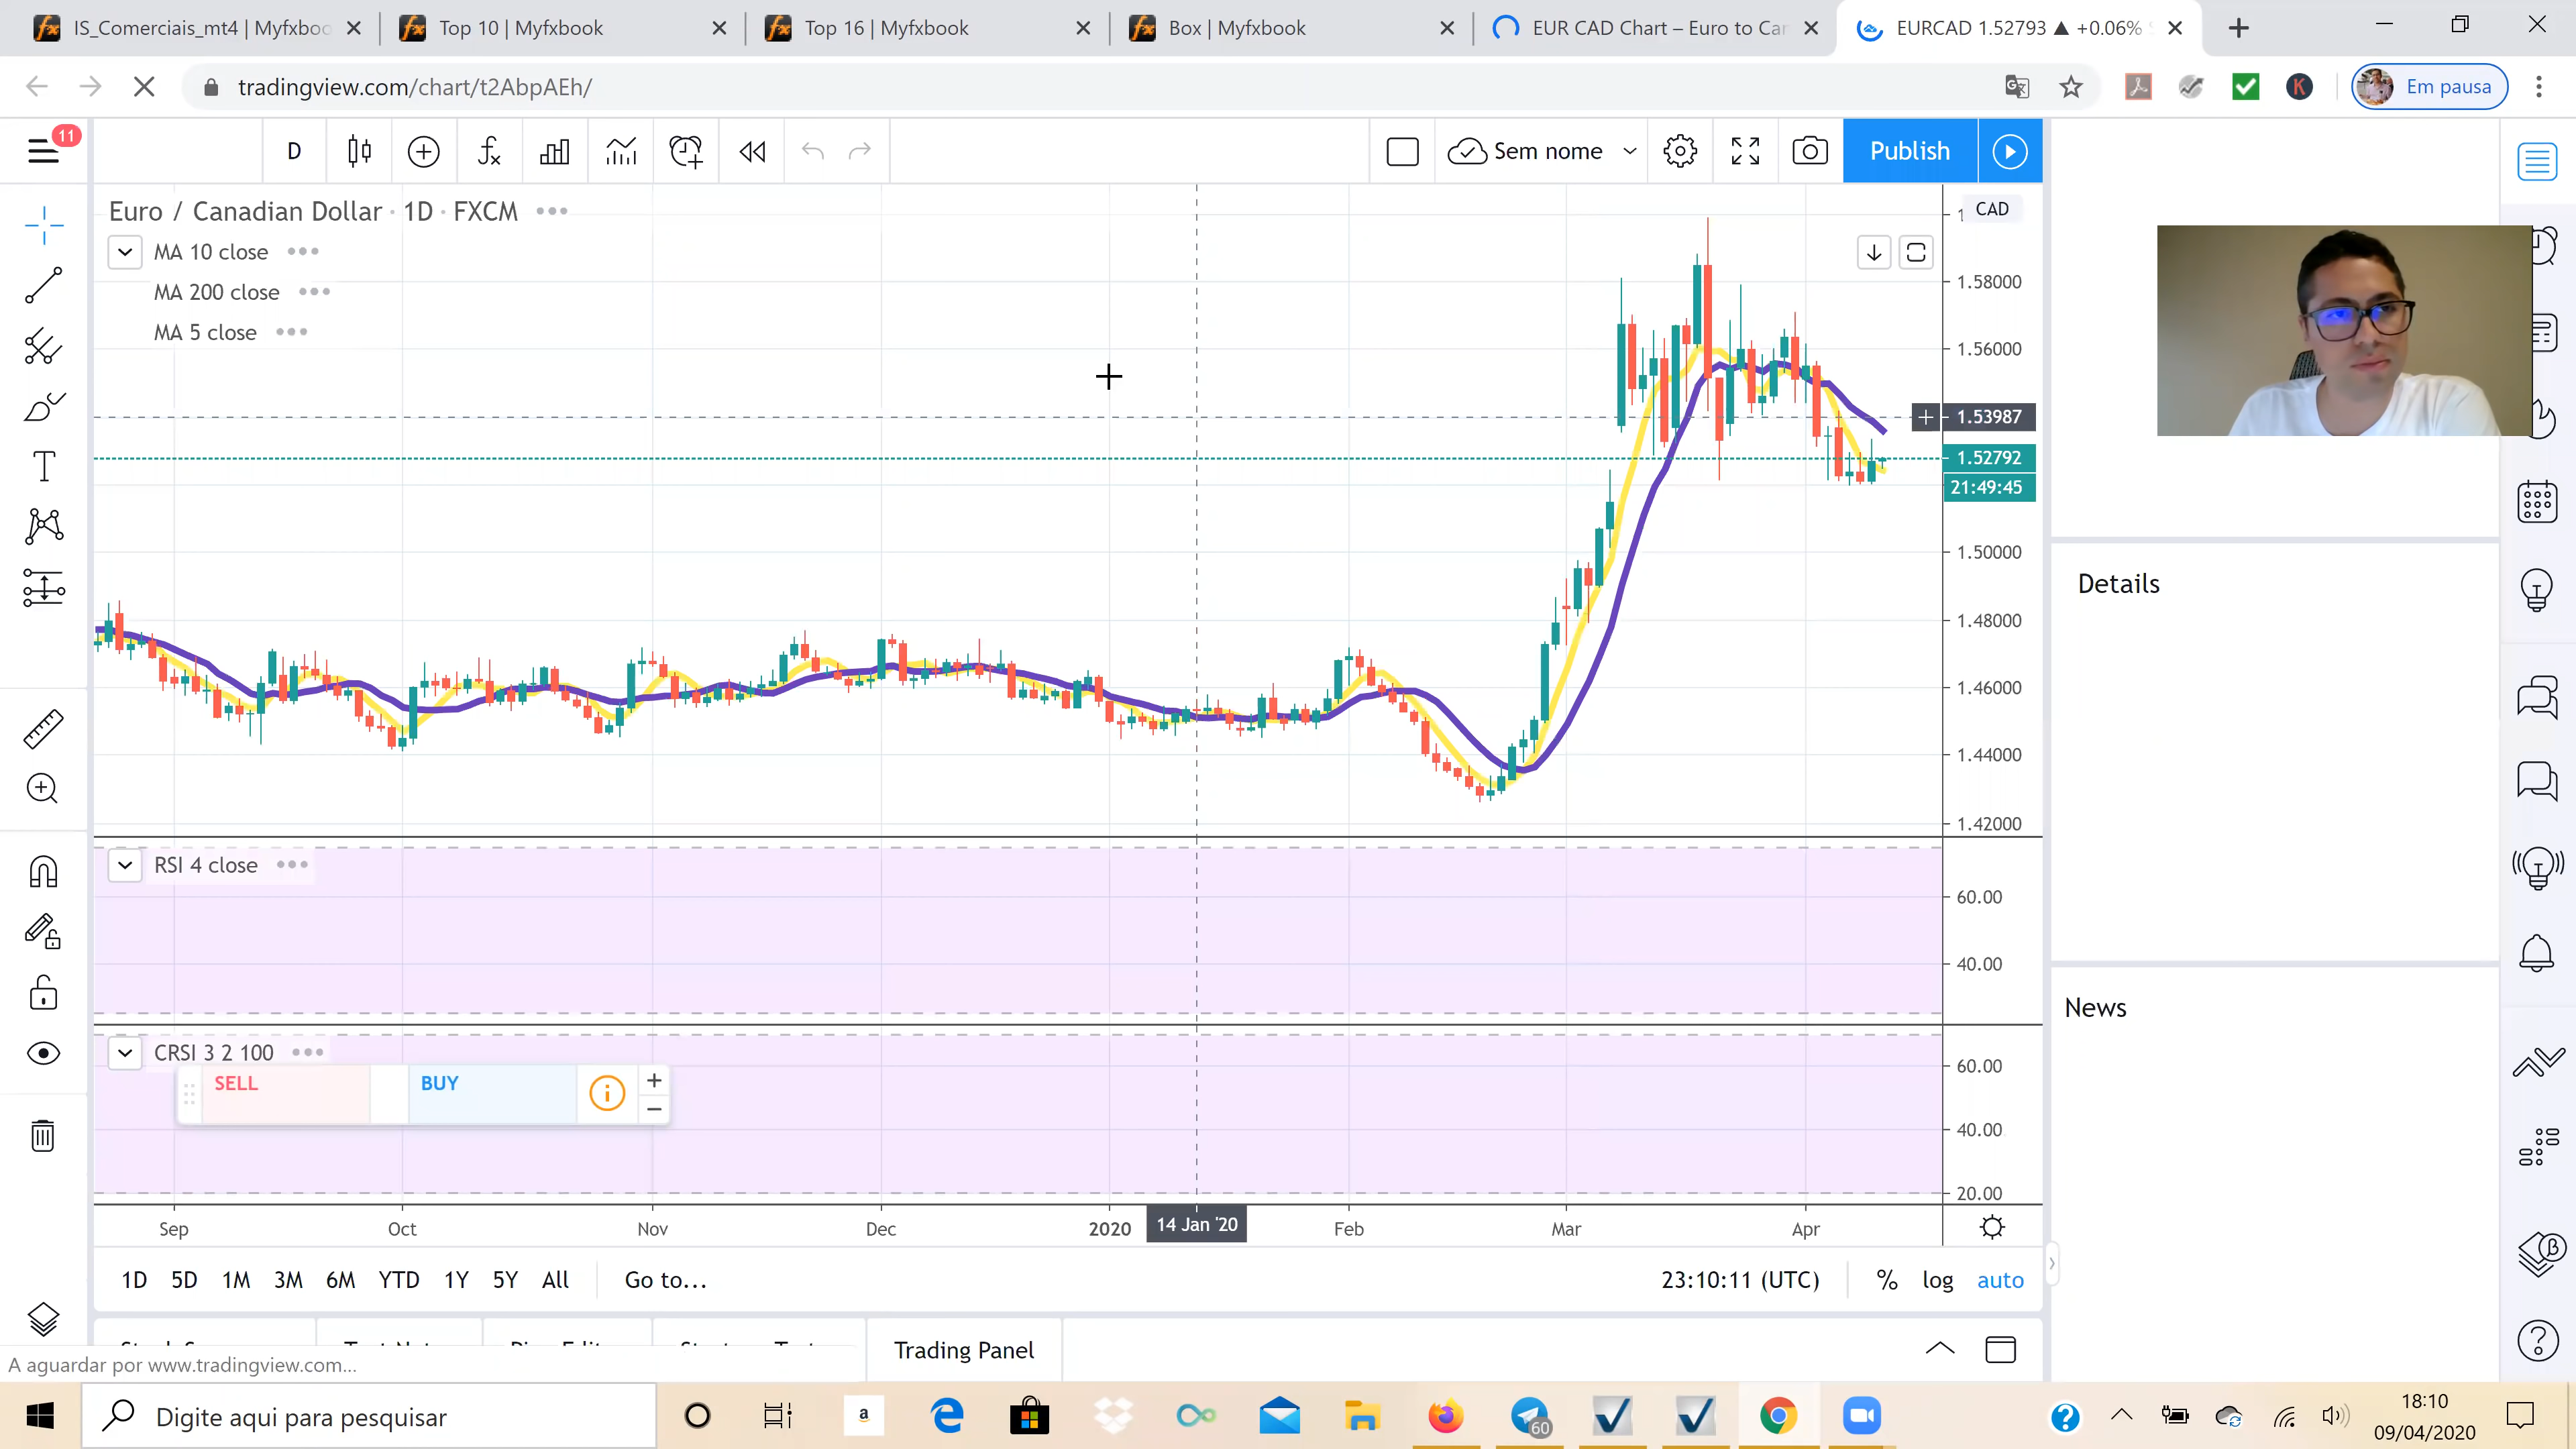 IS_Comerciais_mt4 | Myfxboo
Top 10 | Myfxbook
Top 16 | Myfxbook
Box | Myfxbook
EUR CAD Chart – Euro to Can
EURCAD 1.52793 ▲ +0.06%
tradingview.com/chart/t2AbpAEh/
Em pausa
11
D
Sem nome
Publish
Euro / Canadian Dollar · 1D · FXCM
MA 10 close
MA 200 close
MA 5 close
CAD
1.58000
1.56000
1.53987
1.52792
21:49:45
1.50000
1.48000
1.46000
1.44000
1.42000
RSI 4 close
60.00
40.00
CRSI 3 2 100
SELL
BUY
60.00
40.00
20.00
Sep Oct Nov Dec 2020 14 Jan '20 Feb Mar Apr
1D 5D 1M 3M 6M YTD 1Y 5Y All Go to...
23:10:11 (UTC) % log auto
Trading Panel
Details
News
A aguardar por www.tradingview.com...
Digite aqui para pesquisar
60
18:10
09/04/2020